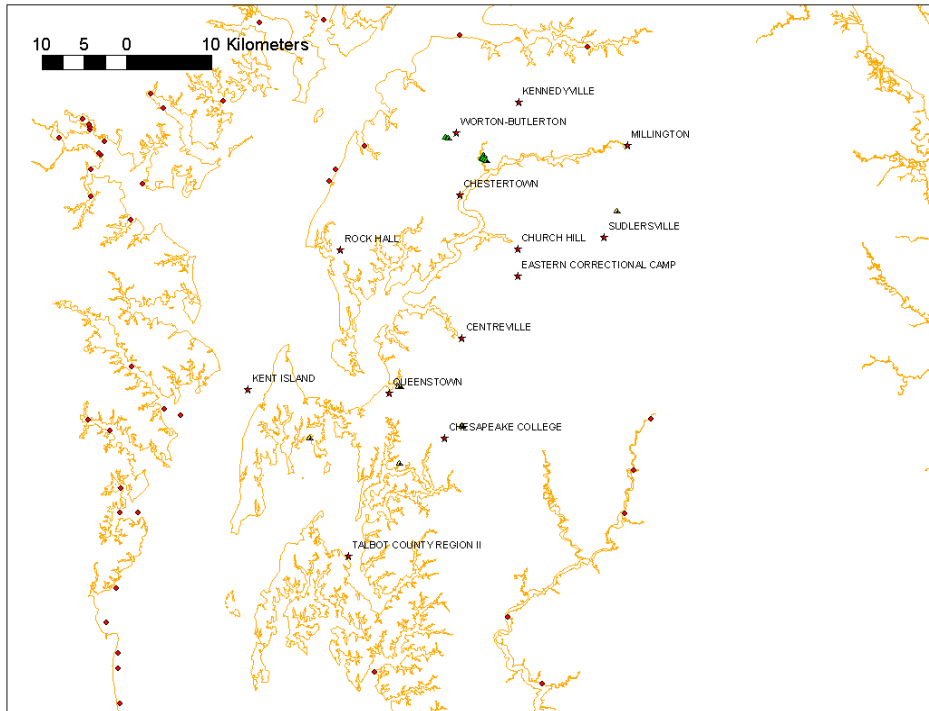 10 5 0 10 Kilometers
KENNEDYVILLE
WORTON-BUTLERTON
MILLINGTON
CHESTERTOWN
SUDLERSVILLE
ROCK HALL
CHURCH HILL
EASTERN CORRECTIONAL CAMP
CENTREVILLE
KENT ISLAND
QUEENSTOWN
CHESAPEAKE COLLEGE
TALBOT COUNTY REGION II